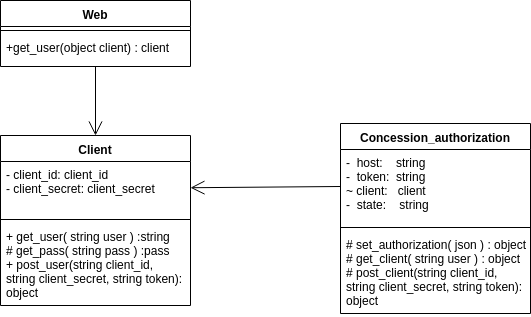 Web
+get_user(object client) : client
Client
- client_id: client_id
- client_secret: client_secret
+ get_user( string user ) :string
# get_pass( string pass ) :pass
+ post_user(string client_id,
string client_secret, string token):
object
Concession_authorization
-  host:    string
-  token:  string
~ client:   client
-  state:    string
# set_authorization( json ) : object
# get_client( string user ) : object
# post_client(string client_id,
string client_secret, string token):
object